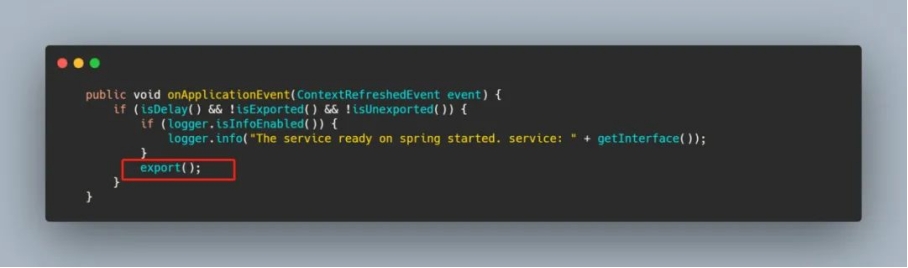 public void onApplicationEvent(ContextRefreshedEvent event) {
if (isDelay() && !isExported() && !isUnexported()) {
if (logger.isInfoEnabled()) {
logger.info("The service ready on spring started. service: " + getInterface());
}
export();
}
}